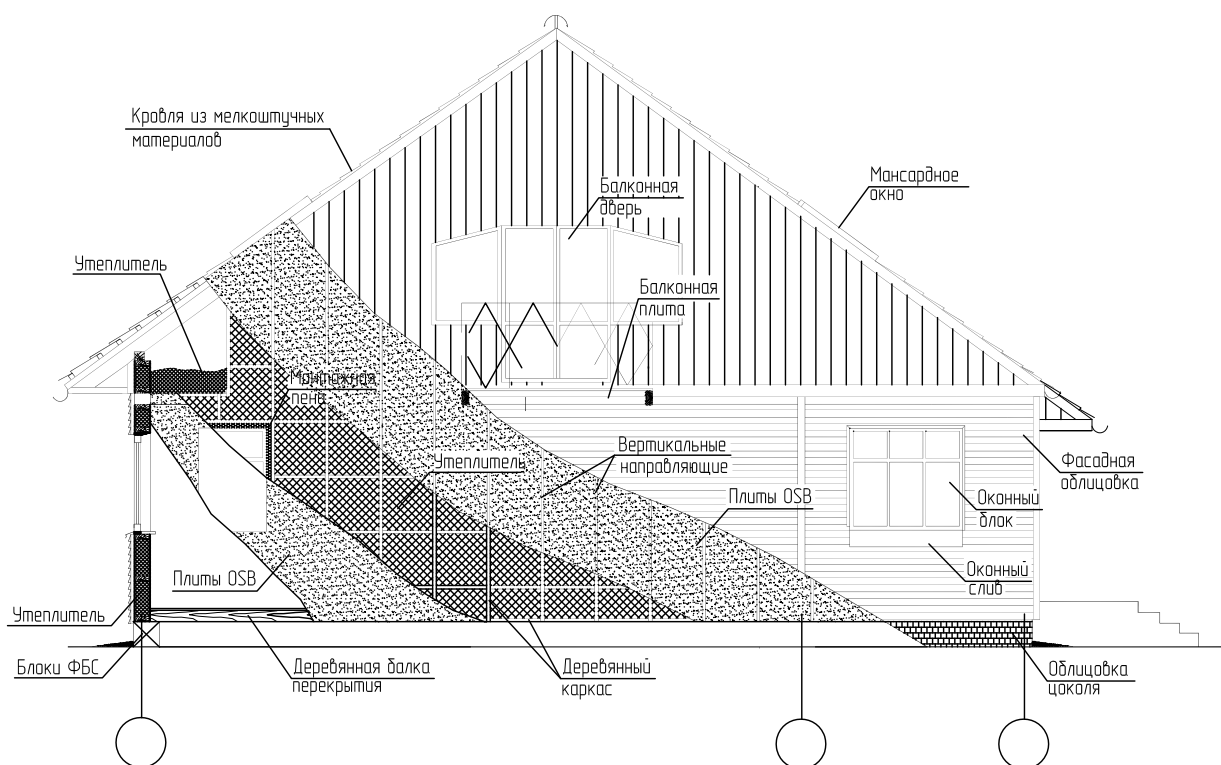 Кровля из мелкоштучных
материалов
Мансардное
окно
Балконная
дверь
Утеплитель
Балконная
плита
Монтажная
пена
Вертикальные
направляющие
Утеплитель
Фасадная
облицовка
Плиты OSB
Оконный
блок
Плиты OSB
Оконный
слив
Утеплитель
Блоки ФБС
Деревянная балка
перекрытия
Деревянный
каркас
Облицовка
цоколя